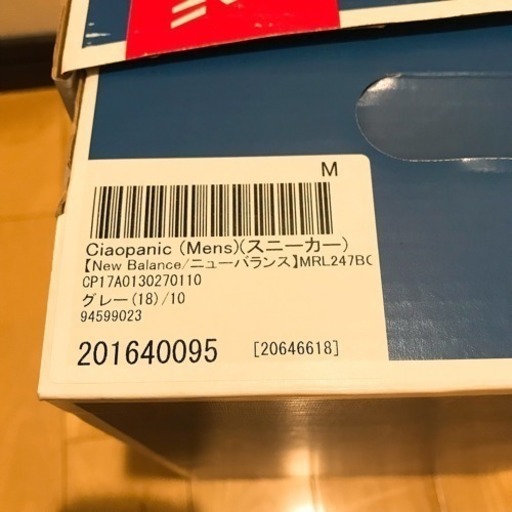 M
Ciaopanic (Mens)(スニーカー)
【New Balance/ニューバランス】MRL247B
CP17A0130270110
グレー(18)/10
94599023
201640095 [20646618]